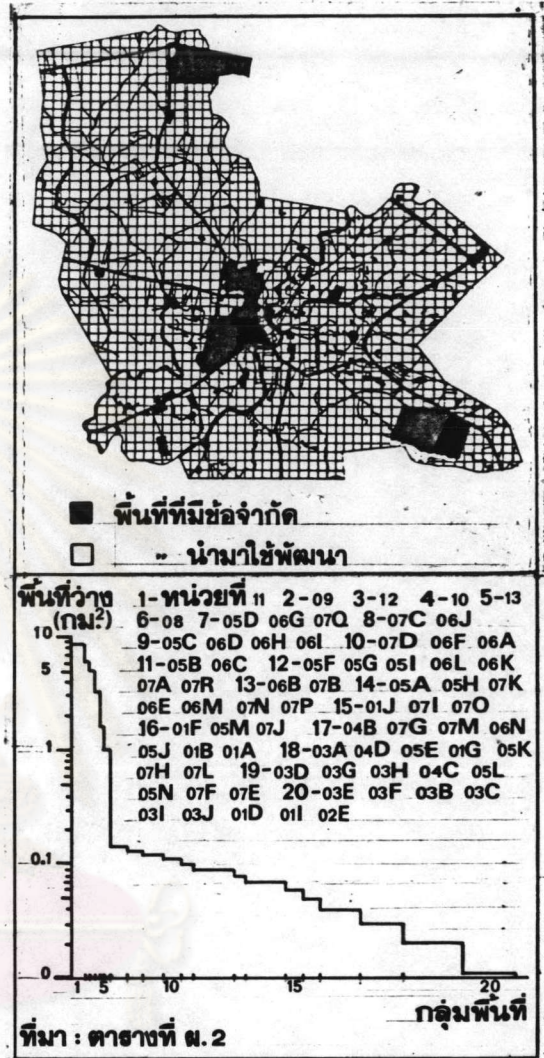 พื้นที่ที่มีข้อจำกัด
" นำมาใช้พัฒนา
พื้นที่ว่าง
(กม²)
1-หน่วยที่ 11 2-09 3-12 4-10 5-13
6-08 7-05D 06G 07Q 8-07C 06J
9-05C 06D 06H 06I 10-07D 06F 06A
11-05B 06C 12-05F 05G 05I 06L 06K
07A 07R 13-06B 07B 14-05A 05H 07K
06E 06M 07N 07P 15-01J 07I 07O
16-01F 05M 07J 17-04B 07G 07M 06N
05J 01B 01A 18-03A 04D 05E 01G 05K
07H 07L 19-03D 03G 03H 04C 05L
05N 07F 07E 20-03E 03F 03B 03C
03I 03J 01D 01I 02E
10
5
1
0.1
0
1 5 10 15 20
กลุ่มพื้นที่
ที่มา : ตารางที่ ผ.2